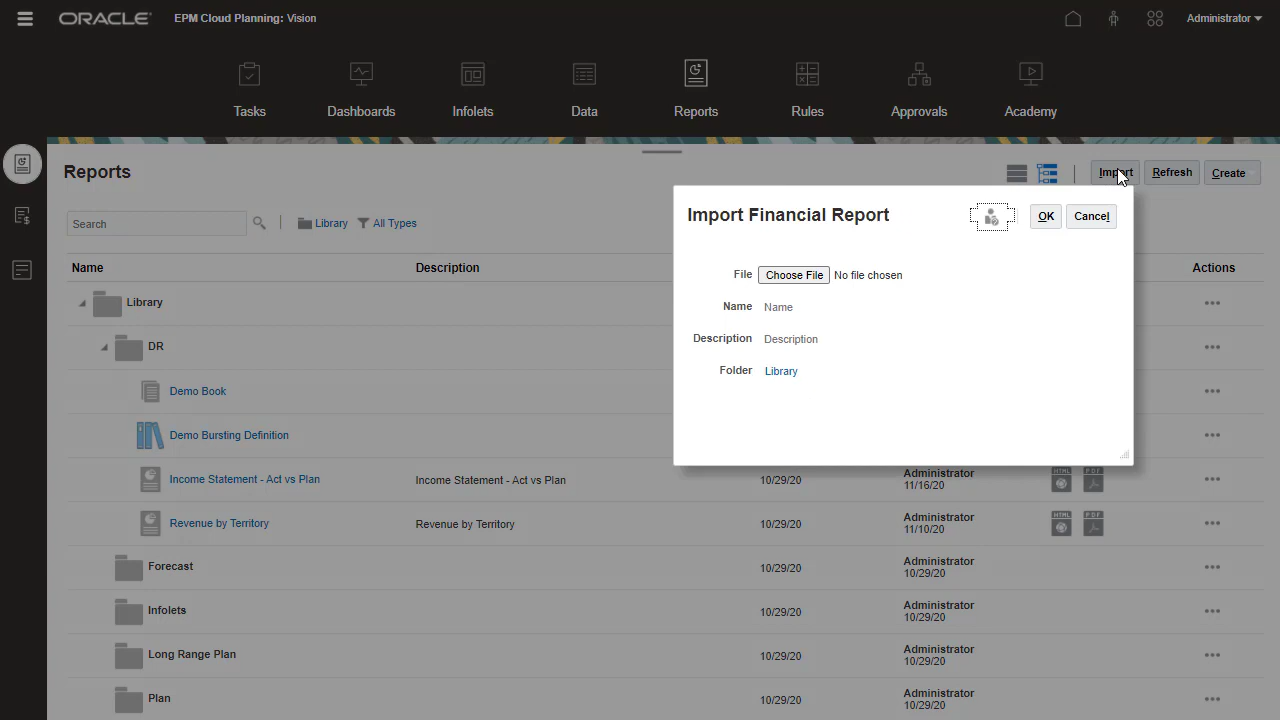 ORACLE® EPM Cloud Planning: Vision Administrator
Tasks Dashboards Infolets Data Reports Rules Approvals Academy
Reports Import Refresh Create
Search Library All Types
Import Financial Report OK Cancel
File Choose File No file chosen
Name Name
Description Description
Folder Library
Name Description Actions
Library
DR
Demo Book
Demo Bursting Definition
Income Statement - Act vs Plan Income Statement - Act vs Plan 10/29/20 Administrator HTML PDF
11/16/20
Revenue by Territory Revenue by Territory 10/29/20 Administrator HTML PDF
11/10/20
Forecast 10/29/20 Administrator
10/29/20
Infolets 10/29/20 Administrator
10/29/20
Long Range Plan 10/29/20 Administrator
10/29/20
Plan 10/29/20 Administrator
10/29/20